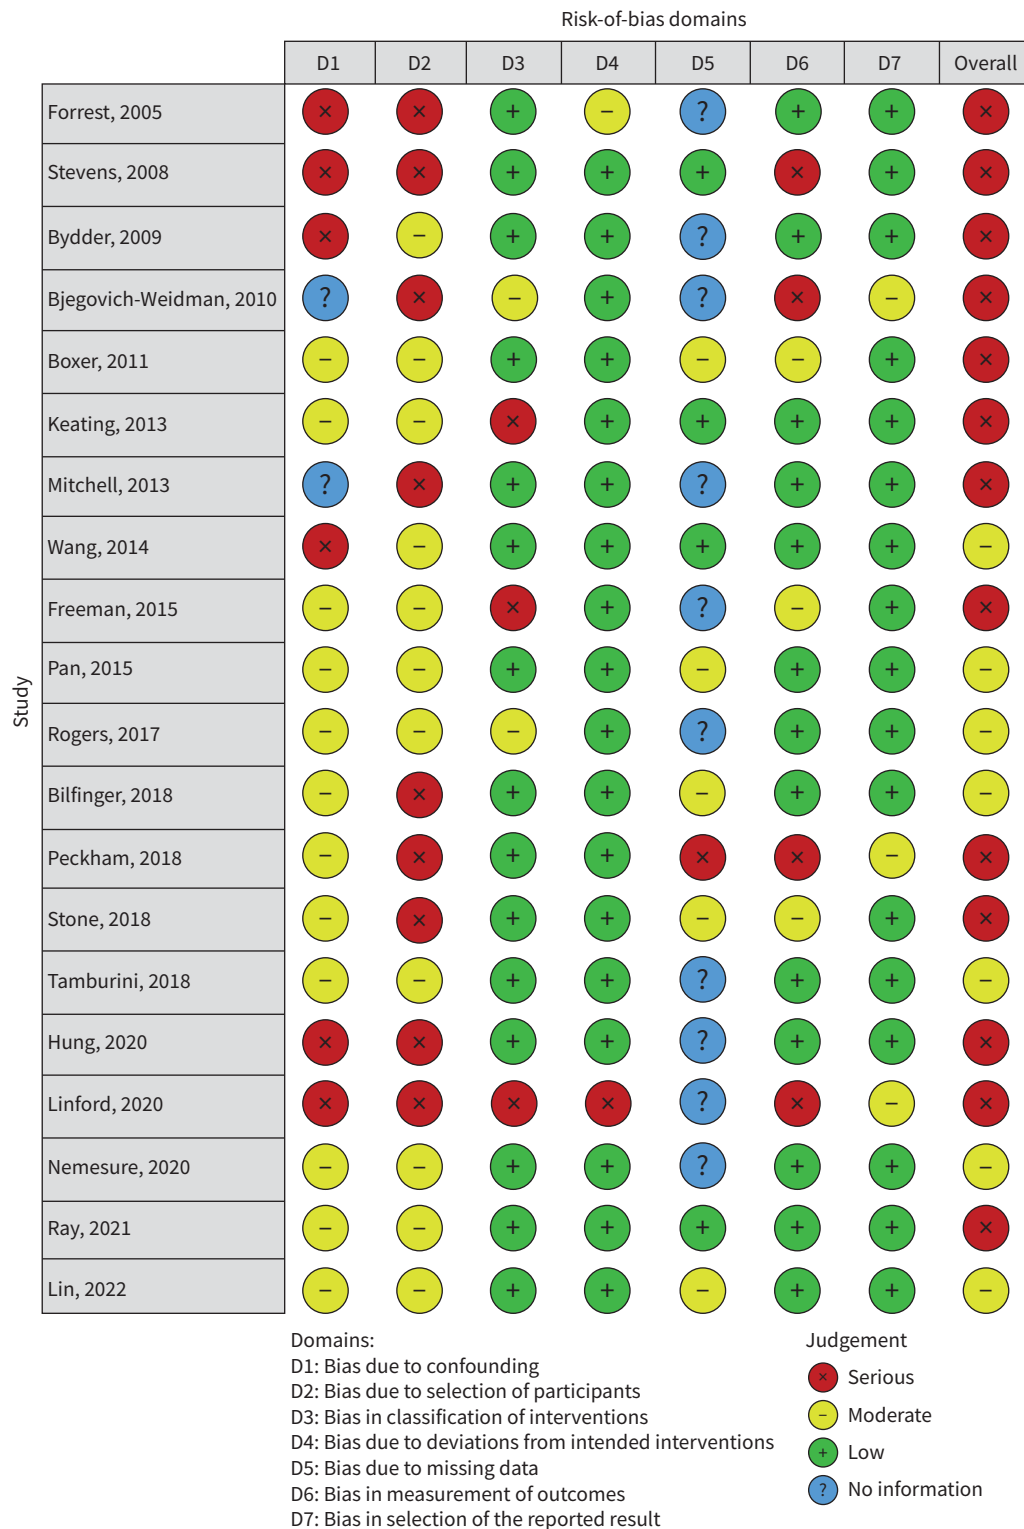 Risk-of-bias domains
D1 D2 D3 D4 D5 D6 D7 Overall
Study
Forrest, 2005 × × + − ? + + ×
Stevens, 2008 × × + + + × + ×
Bydder, 2009 × − + + ? + + ×
Bjegovich-Weidman, 2010 ? × − + ? × − ×
Boxer, 2011 − − + + − − + ×
Keating, 2013 − − × + + + + ×
Mitchell, 2013 ? × + + ? + + ×
Wang, 2014 × − + + + + + −
Freeman, 2015 − − × + ? − + ×
Pan, 2015 − − + + − + + −
Rogers, 2017 − − − + ? + + −
Bilfinger, 2018 − × + + − + + −
Peckham, 2018 − × + + × × − ×
Stone, 2018 − × + + − − + ×
Tamburini, 2018 − − + + ? + + −
Hung, 2020 × × + + ? + + ×
Linford, 2020 × × × × ? × − ×
Nemesure, 2020 − − + + ? + + −
Ray, 2021 − − + + + + + ×
Lin, 2022 − − + + − + + −
Domains:
D1: Bias due to confounding
D2: Bias due to selection of participants
D3: Bias in classification of interventions
D4: Bias due to deviations from intended interventions
D5: Bias due to missing data
D6: Bias in measurement of outcomes
D7: Bias in selection of the reported result
Judgement
× Serious
− Moderate
+ Low
? No information